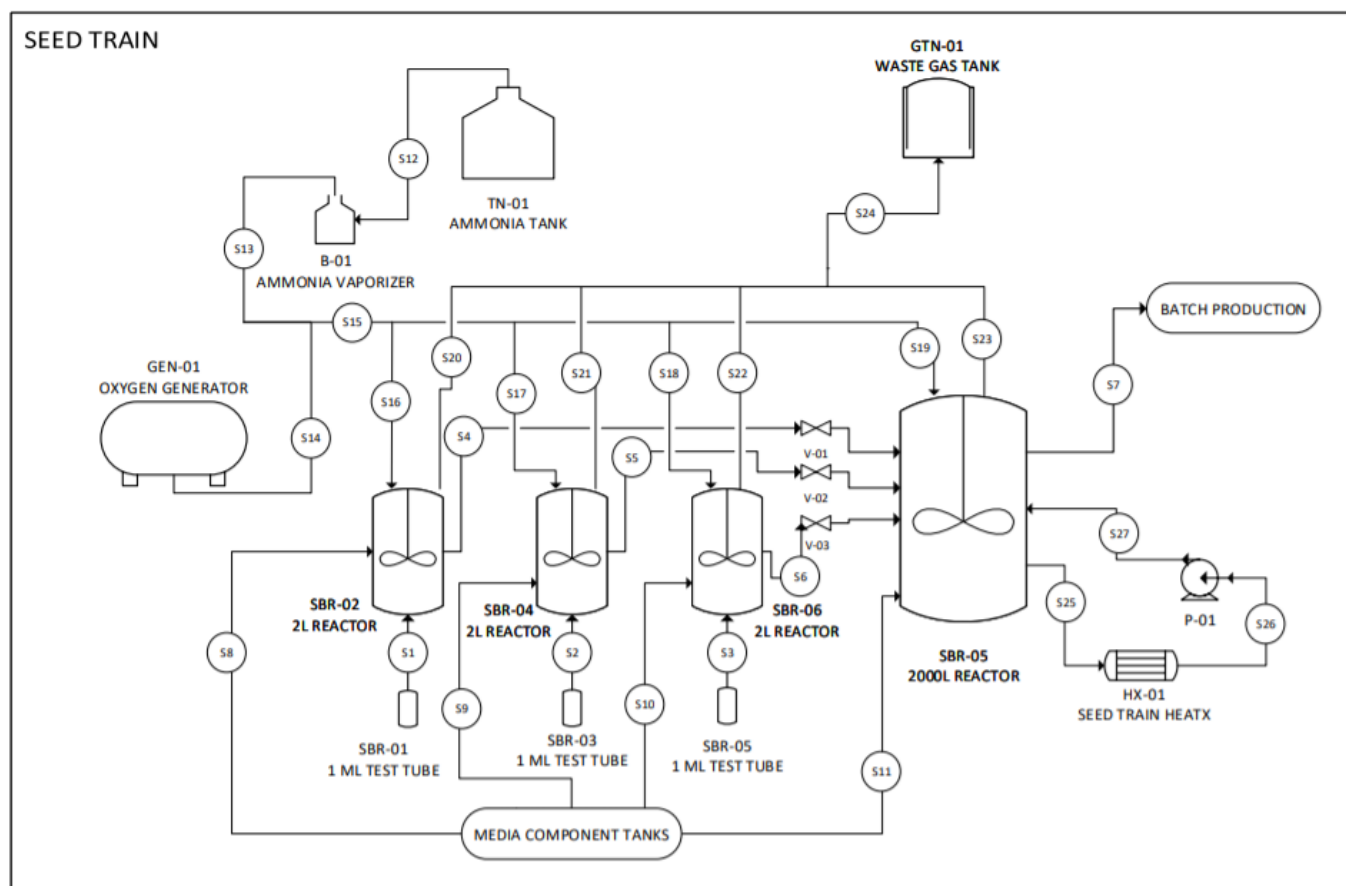 SEED TRAIN
GTN-01
WASTE GAS TANK
S12
TN-01
AMMONIA TANK
S24
S13
B-01
AMMONIA VAPORIZER
S15
S20
S23
S19
BATCH PRODUCTION
GEN-01
OXYGEN GENERATOR
S16
S17
S21
S18
S22
S7
S14
S4
S5
V-01
V-02
V-03
S6
S27
P-01
S25
S26
SBR-02
2L REACTOR
SBR-04
2L REACTOR
SBR-06
2L REACTOR
S8
S1
S2
S3
SBR-05
2000L REACTOR
HX-01
SEED TRAIN HEATX
S9
S10
SBR-01
1 ML TEST TUBE
SBR-03
1 ML TEST TUBE
SBR-05
1 ML TEST TUBE
S11
MEDIA COMPONENT TANKS